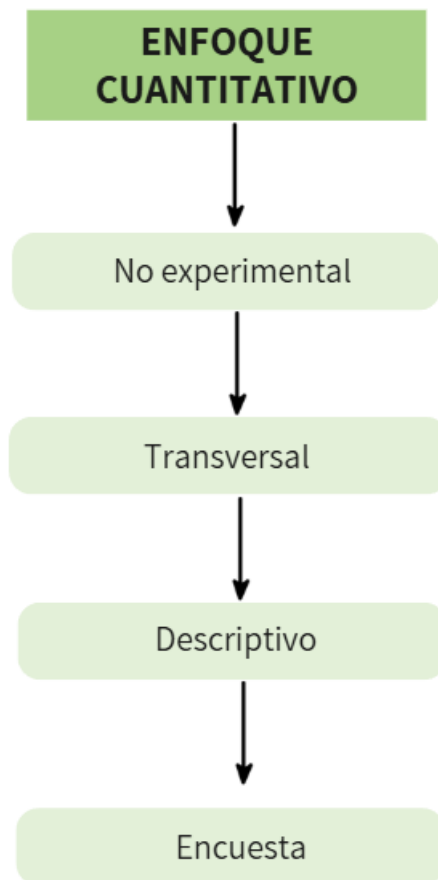 ENFOQUE
CUANTITATIVO
No experimental
Transversal
Descriptivo
Encuesta